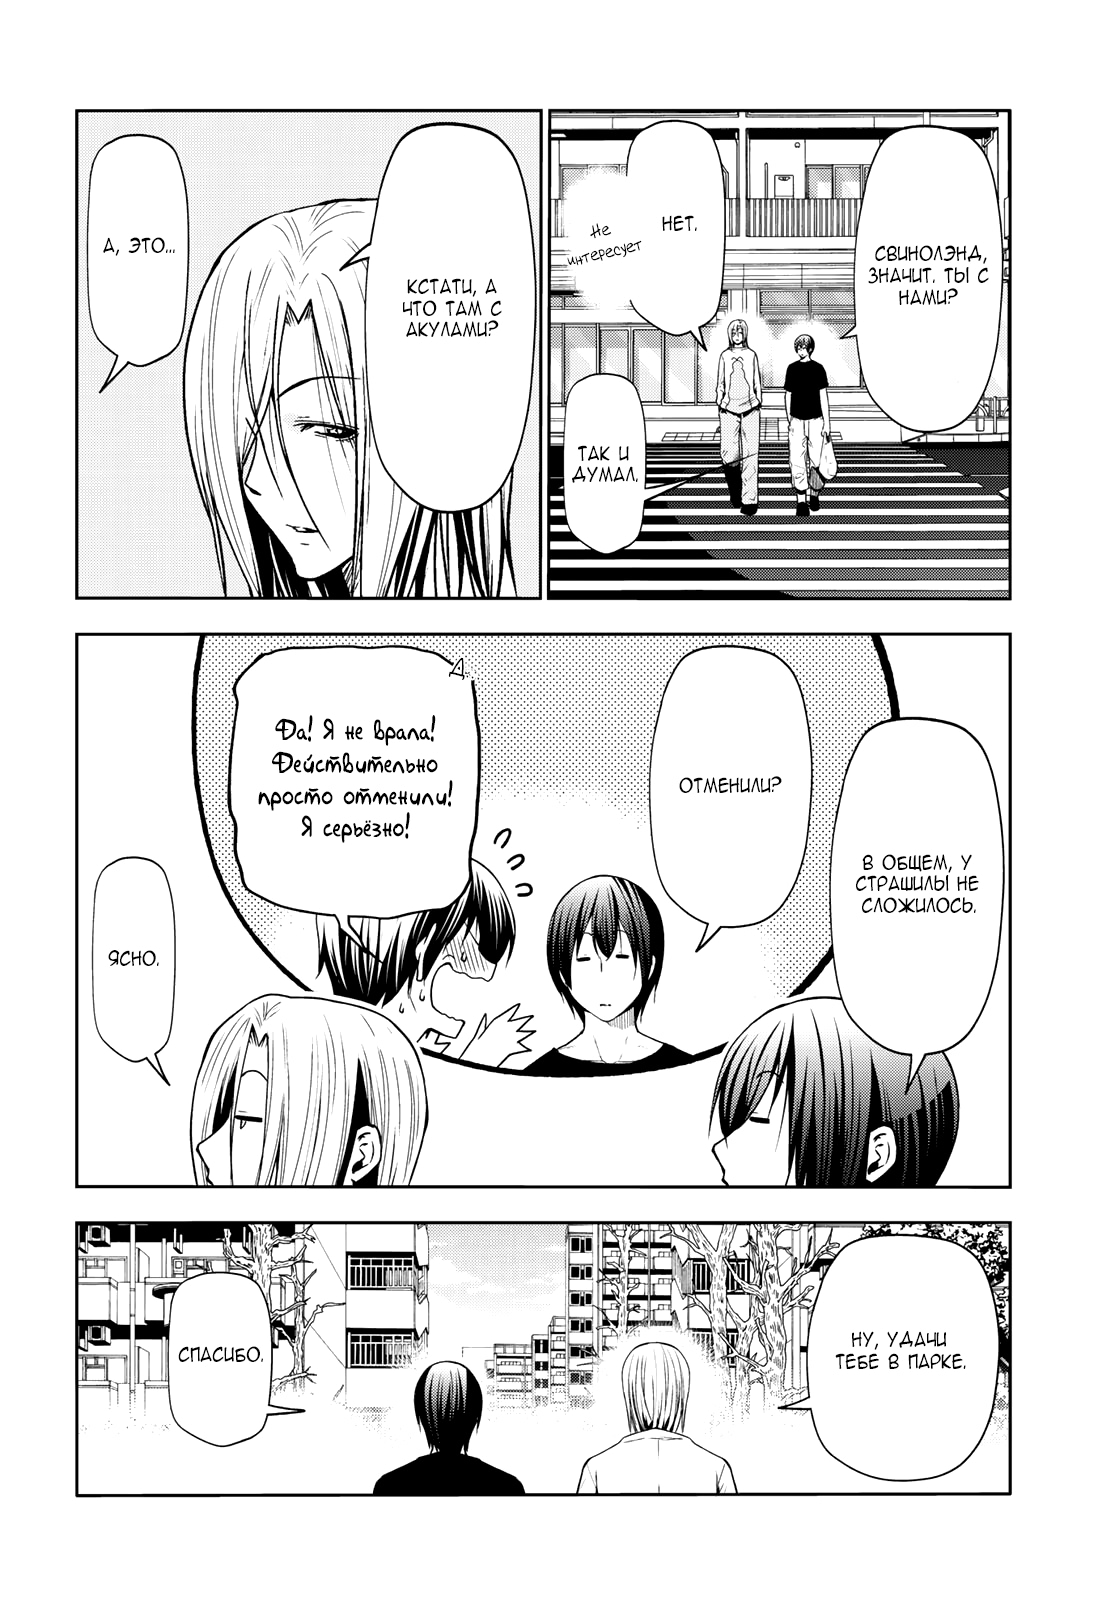 СВИНОЛЭНД,
ЗНАЧИТ. ТЫ С
НАМИ?
НЕТ.
Не
интересует
ТАК И
ДУМАЛ.
КСТАТИ, А
ЧТО ТАМ С
АКУЛАМИ?
А, ЭТО...
В ОБЩЕМ, У
СТРАШИЛЫ НЕ
СЛОЖИЛОСЬ.
ОТМЕНИЛИ?
Д.
Да! Я не врала!
Действительно
просто отменили!
Я серьёзно!
ЯСНО.
НУ, УДАЧИ
ТЕБЕ В ПАРКЕ.
СПАСИБО.